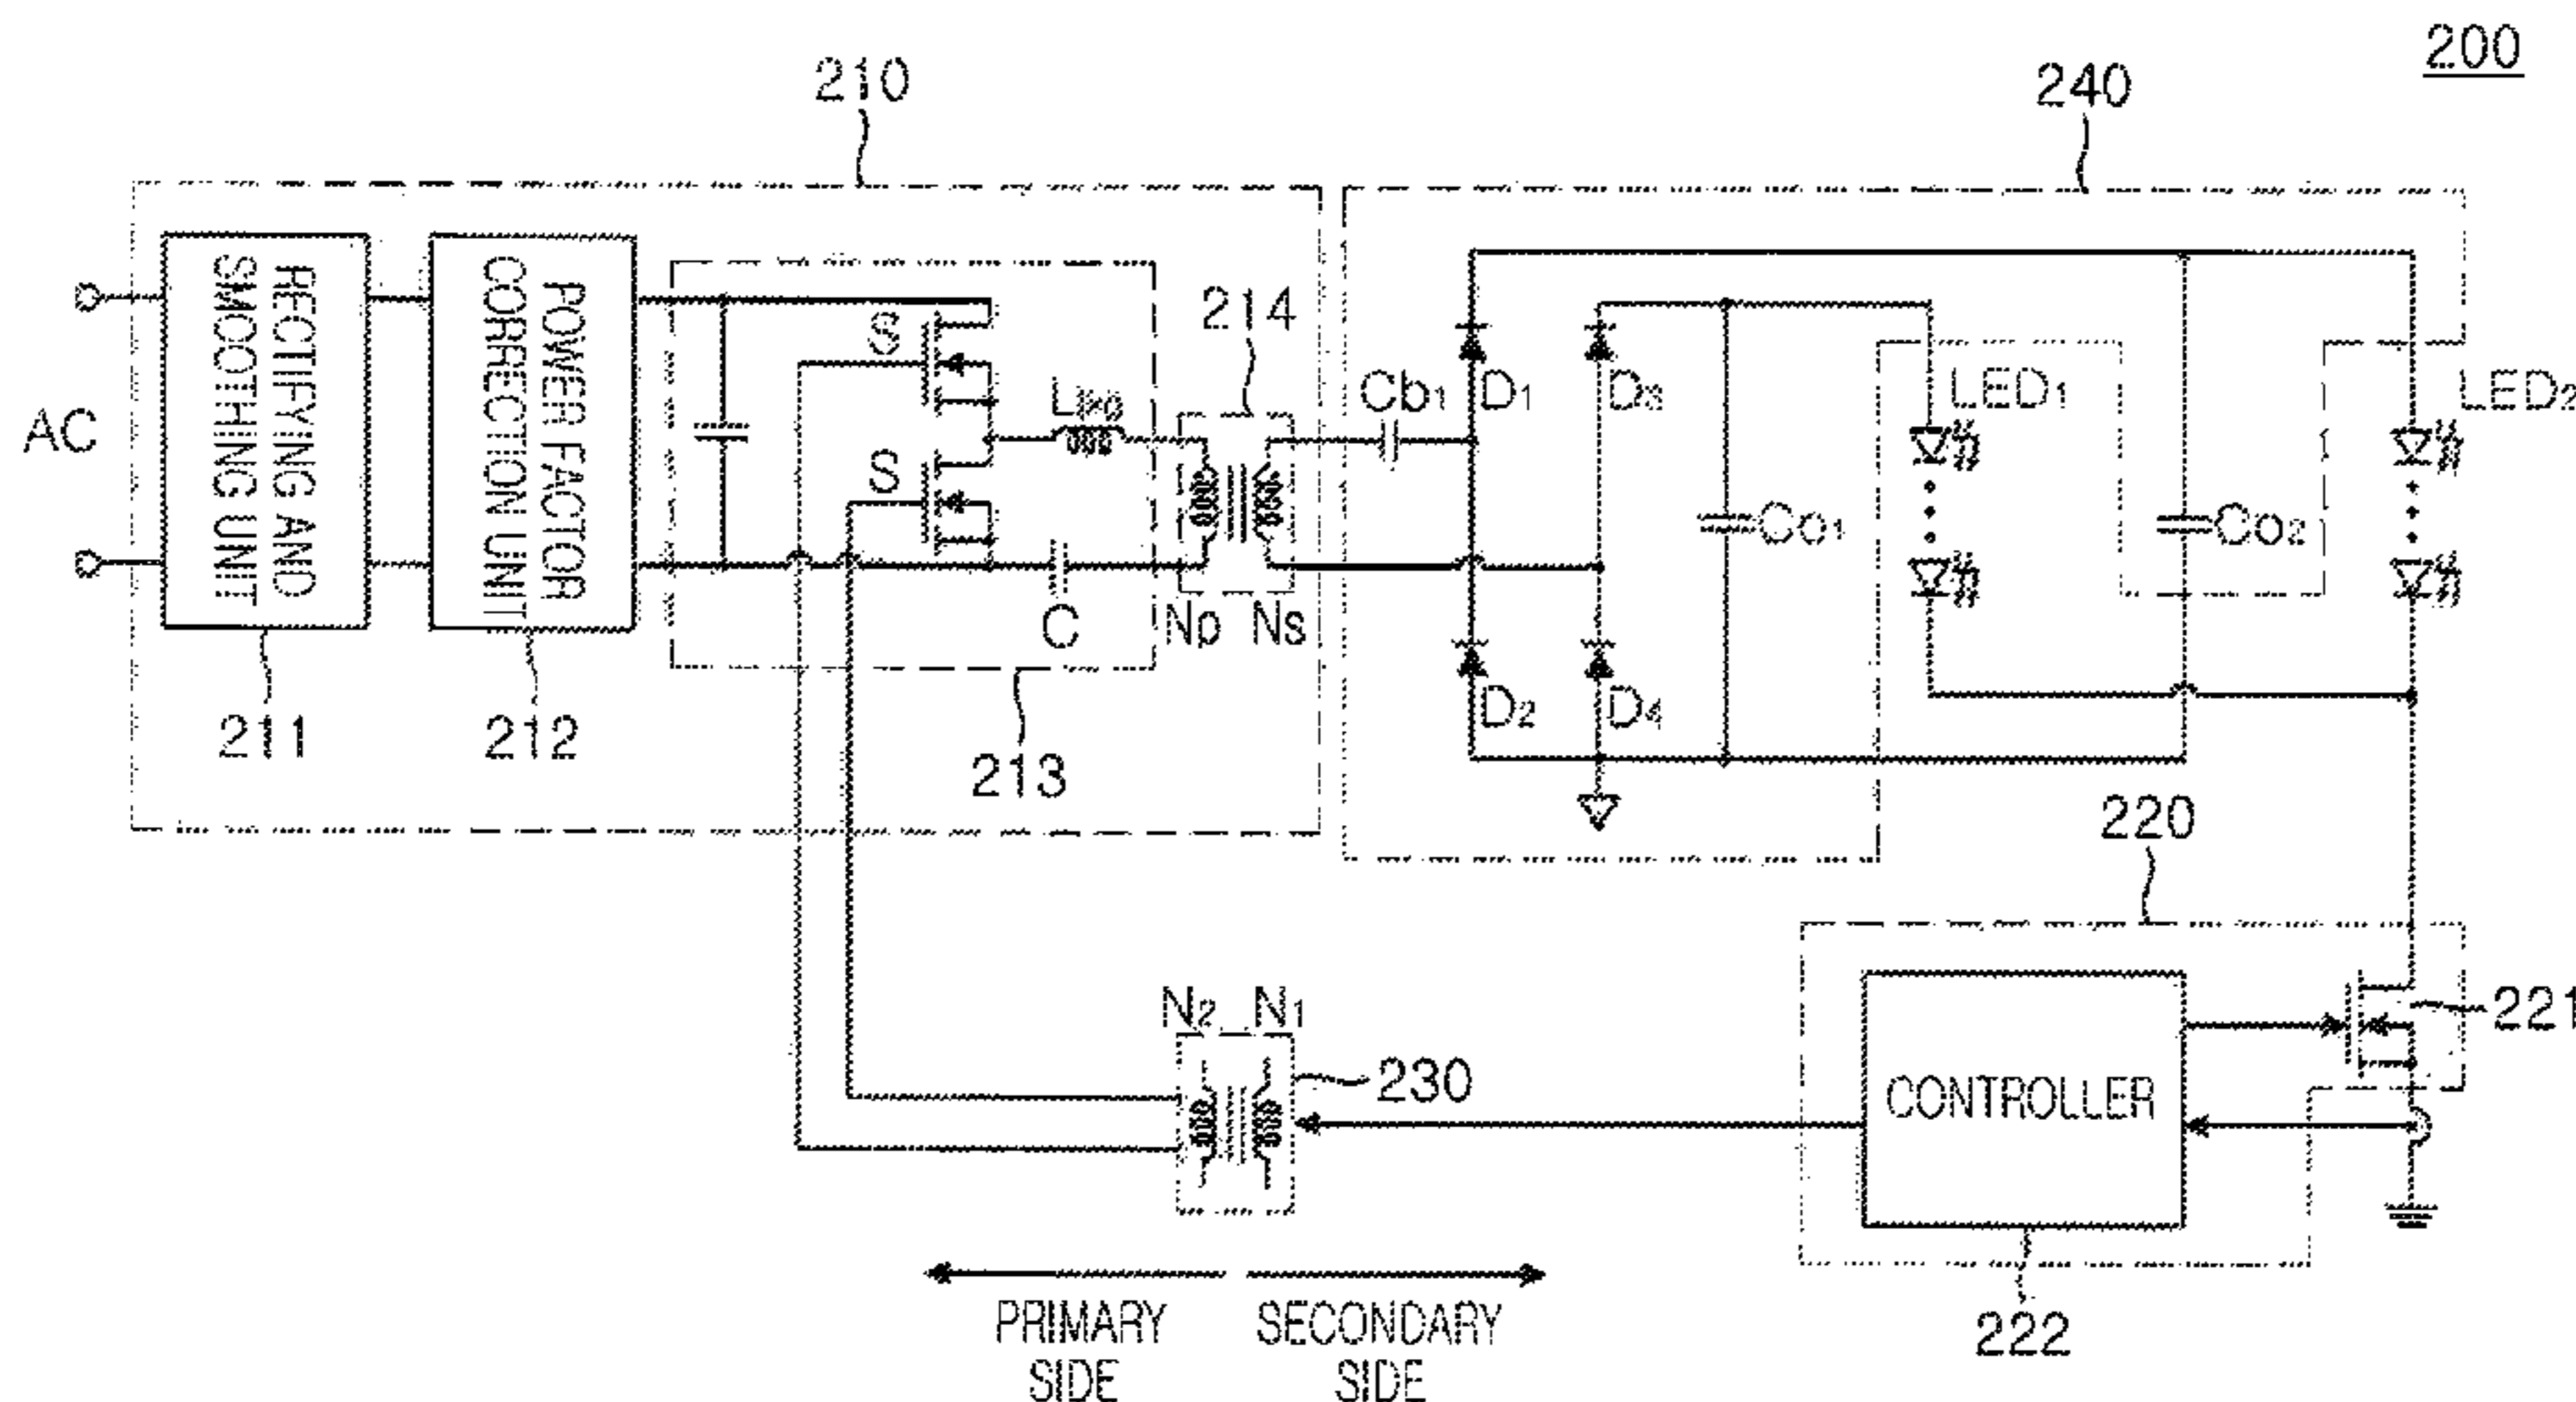 200
210
240
RECTIFYING AND
SMOOTHING UNIT
POWER FACTOR
CORRECTION UNIT
AC
S
S
Llkg
C
214
Np
Ns
Cb1
D1
D3
D2
D4
Co1
LED1
Co2
LED2
211
212
213
220
221
N2
N1
230
CONTROLLER
222
PRIMARY
SIDE
SECONDARY
SIDE